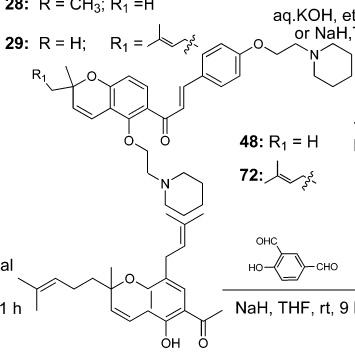 28: R = CH3; R1 =H
aq.KOH, et
29: R = H; R1 =
or NaH,
R1
O
O
N
O
O
48: R1 = H
72:
N
OHC
HO
CHO
al
O
1 h
NaH, THF, rt, 9
OH
O